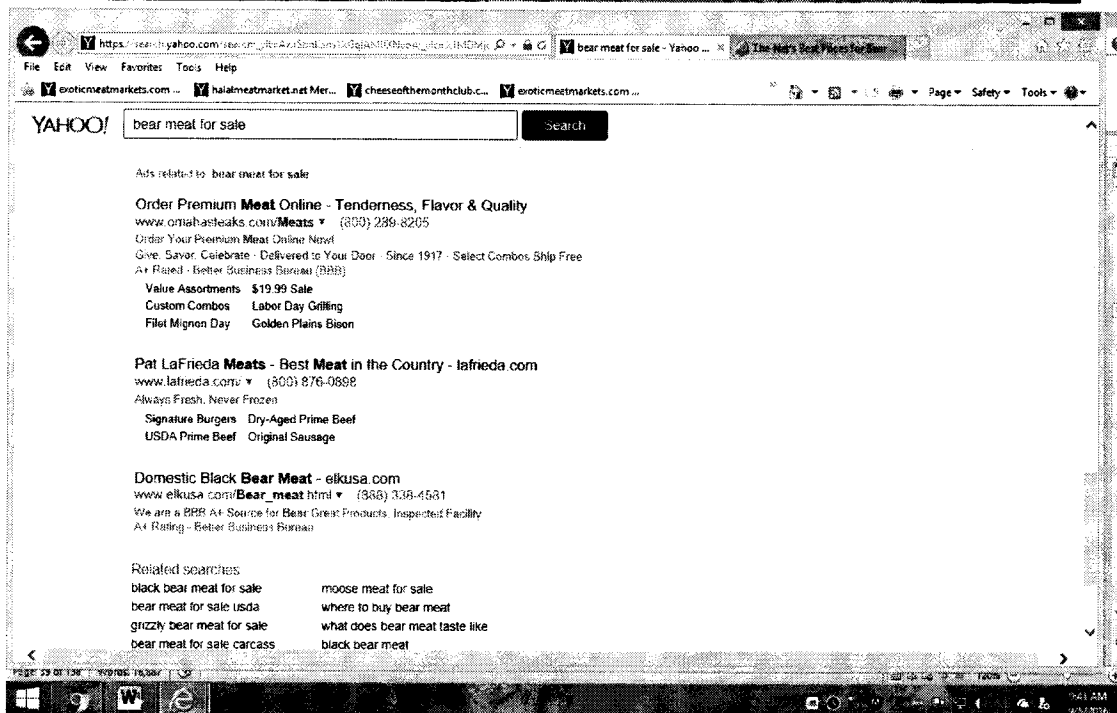 bear meat for sale - Yahoo ... ×
The Net's Best Prices for Bear ...
File Edit View Favorites Tools Help
exoticmeatmarkets.com ... halalmeatmarket.net Mer... cheeseofthemonthclub.c... exoticmeatmarkets.com ...
Page Safety Tools
YAHOO! bear meat for sale Search
Ads related to bear meat for sale
Order Premium Meat Online - Tenderness, Flavor & Quality
www.omahasteaks.com/Meats (800) 289-8205
Order Your Premium Meat Online Now!
Give, Savor, Celebrate · Delivered to Your Door · Since 1917 · Select Combos Ship Free
A+ Rated - Better Business Bureau (BBB)
Value Assortments $19.99 Sale
Custom Combos Labor Day Grilling
Filet Mignon Day Golden Plains Bison
Pat LaFrieda Meats - Best Meat in the Country - lafrieda.com
www.lafrieda.com/ (800) 876-0898
Always Fresh, Never Frozen
Signature Burgers Dry-Aged Prime Beef
USDA Prime Beef Original Sausage
Domestic Black Bear Meat - elkusa.com
www.elkusa.com/Bear_meat.html (888) 338-4581
We are a BBB A+ Source for Bear Great Products, Inspected Facility
A+ Rating - Better Business Bureau
Related searches
black bear meat for sale moose meat for sale
bear meat for sale usda where to buy bear meat
grizzly bear meat for sale what does bear meat taste like
bear meat for sale carcass black bear meat
9:41 AM